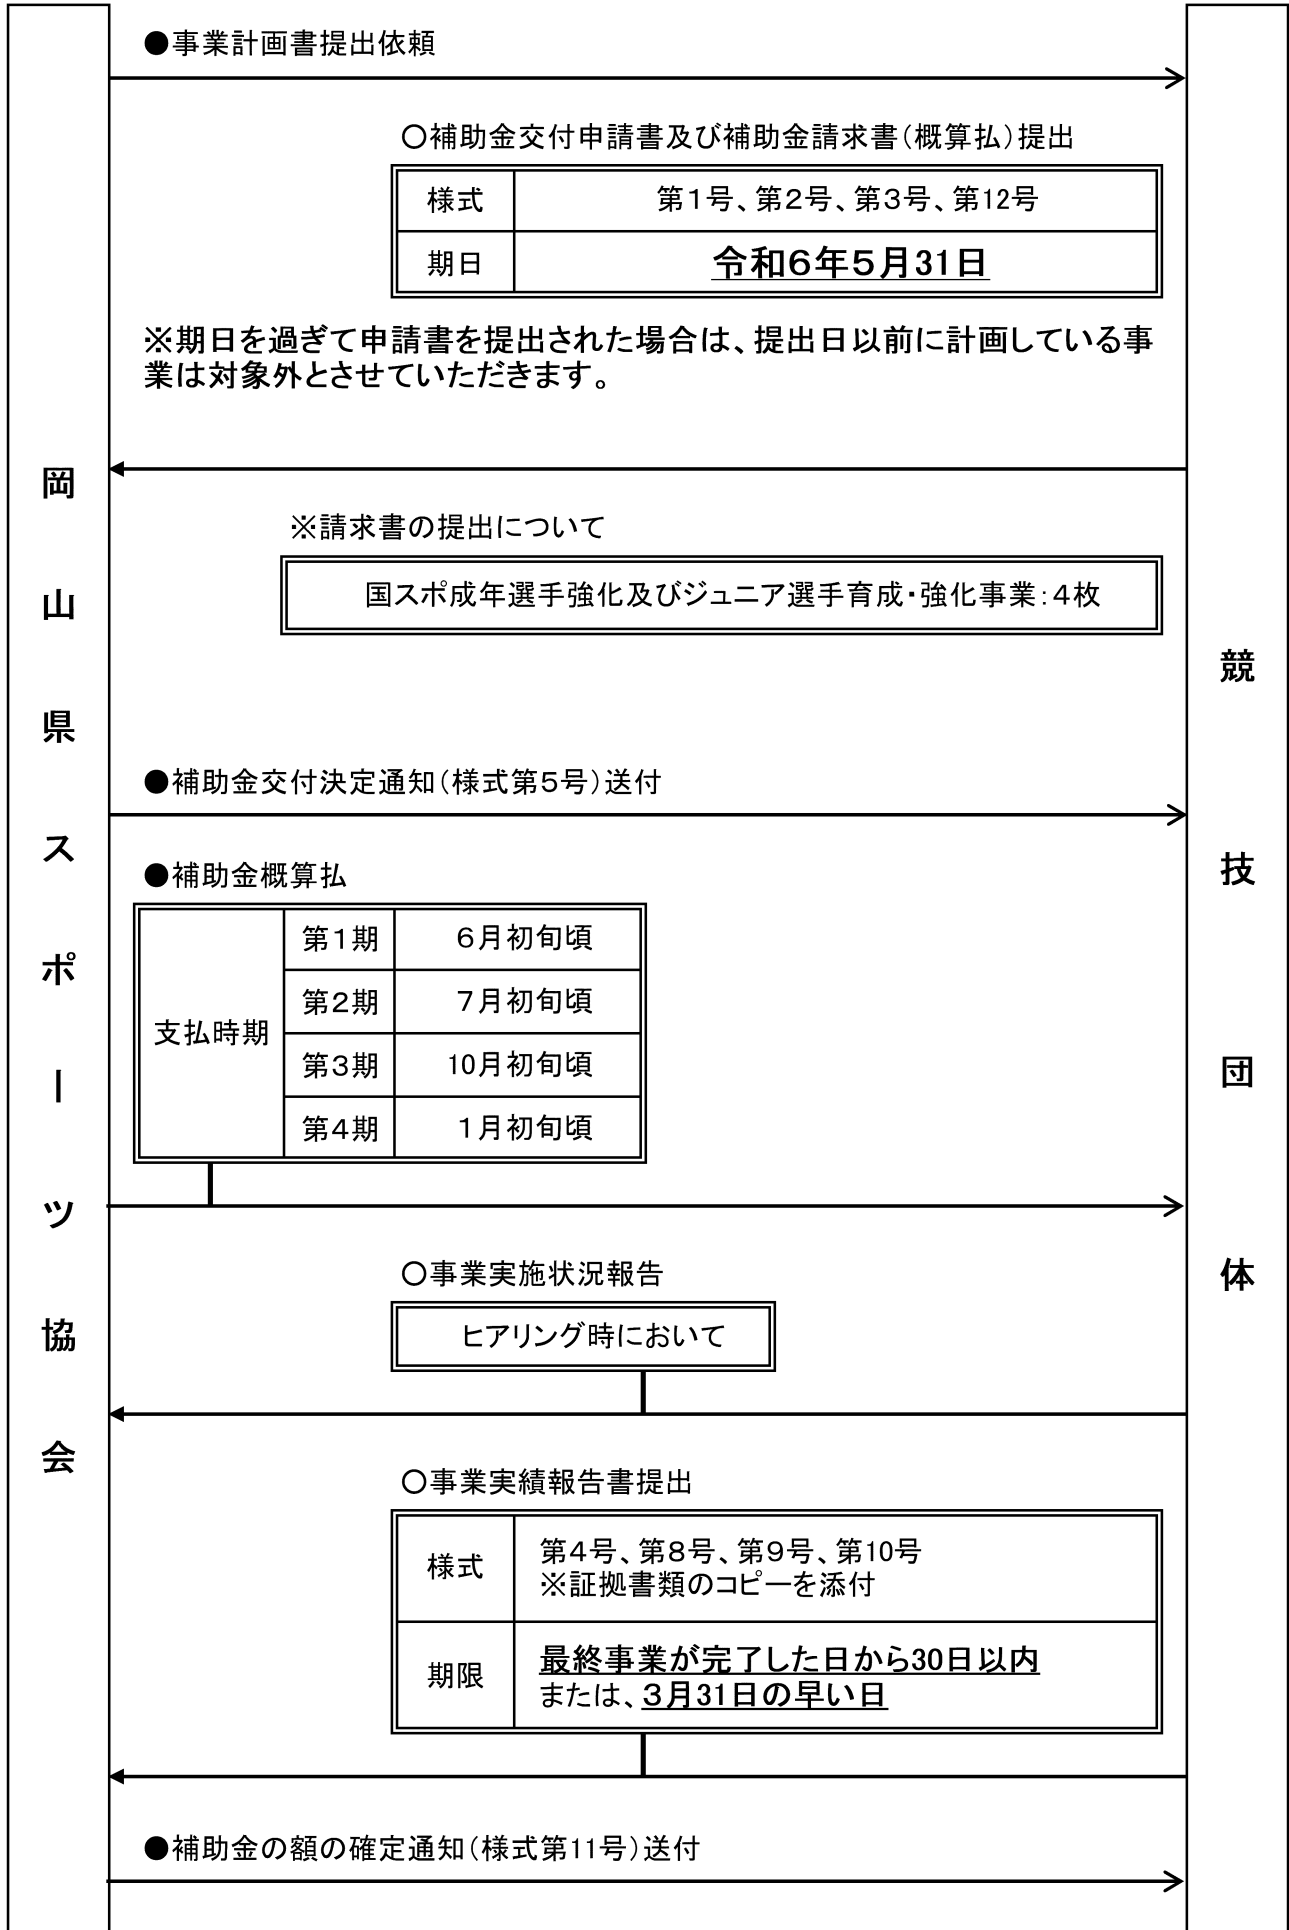 ●事業計画書提出依頼
○補助金交付申請書及び補助金請求書（概算払）提出
様式 第１号、第２号、第３号、第12号
期日 令和６年５月31日
※期日を過ぎて申請書を提出された場合は、提出日以前に計画している事
業は対象外とさせていただきます。
※請求書の提出について
国スポ成年選手強化及びジュニア選手育成・強化事業：４枚
●補助金交付決定通知（様式第５号）送付
●補助金概算払
支払時期
第１期 ６月初旬頃
第２期 ７月初旬頃
第３期 10月初旬頃
第４期 １月初旬頃
○事業実施状況報告
ヒアリング時において
○事業実績報告書提出
様式
第４号、第８号、第９号、第10号
※証拠書類のコピーを添付
期限
最終事業が完了した日から30日以内
または、３月31日の早い日
●補助金の額の確定通知（様式第11号）送付
岡山県スポーツ協会
競技団体